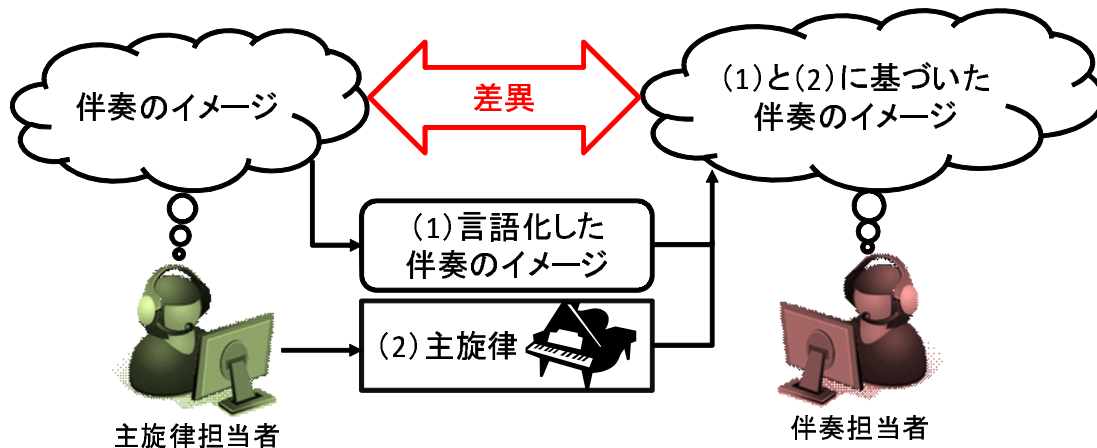 伴奏のイメージ
差異
(1)と(2)に基づいた
伴奏のイメージ
(1)言語化した
伴奏のイメージ
(2)主旋律
主旋律担当者
伴奏担当者